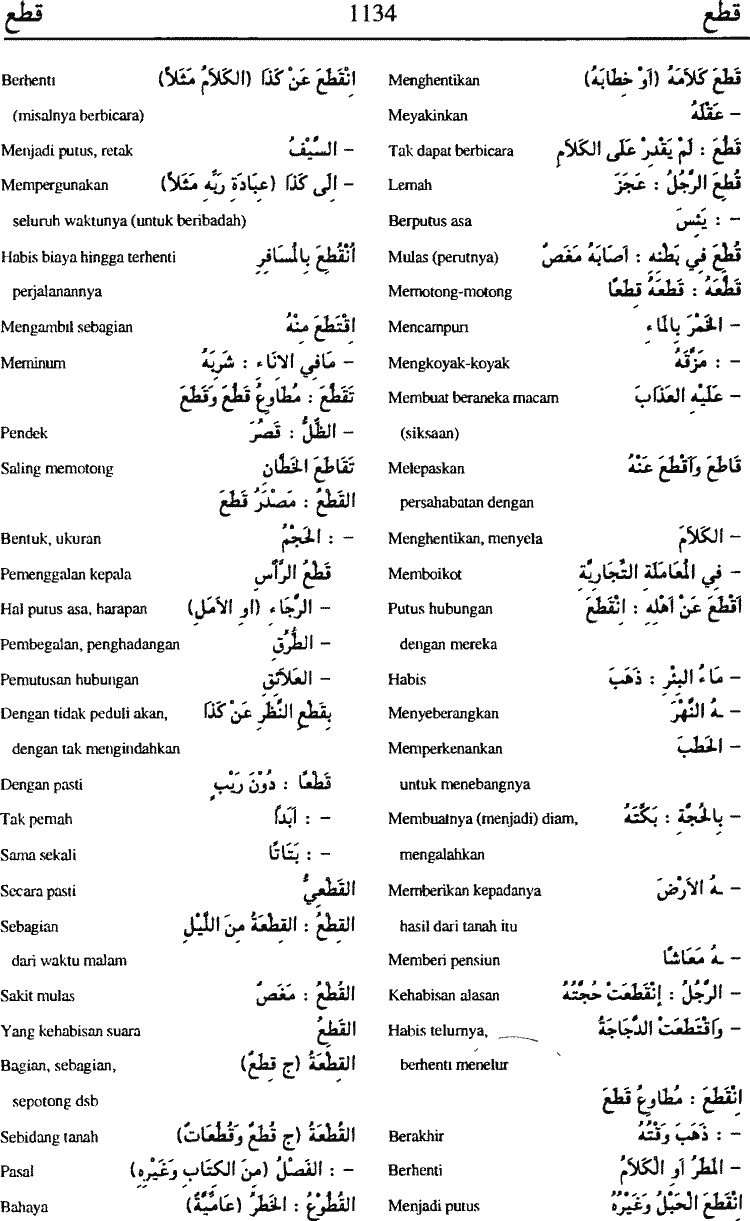 قطع 1134 قطع
Menghentikan قَطَعَ كَلَامَهُ (اَوْ خِطَابَهُ)
Meyakinkan – عَقْلَهُ
Tak dapat berbicara قَطُعَ : لَمْ يَقْدِرْ عَلَى الكَلَامِ
Lemah قُطِعَ الرَّجُلُ : عَجَزَ
Berputus asa – : يَئِسَ
Mulas (perutnya) قُطِعَ فِي بَطْنِهِ : اَصَابَهُ مَغَصٌ
Memotong-motong قَطَّعَهُ : قَطَعَهُ قِطَعًا
Mencampuri – الخَمْرَ بِالمَاءِ
Mengkoyak-koyak – : مَزَّقَهُ
Membuat beraneka macam – عَلَيْهِ العَذَابَ
(siksaan)
Melepaskan قَاطَعَ وَاَقْطَعَ عَنْهُ
persahabatan dengan
Menghentikan, menyela – الكَلَامَ
Memboikot – فِي المُعَامَلَةِ التِّجَارِيَّةِ
Putus hubungan اَقْطَعَ عَنْ اَهْلِهِ : انْقَطَعَ
dengan mereka
Habis – مَاءُ البِئْرِ : ذَهَبَ
Menyeberangkan – ـهُ النَّهْرَ
Memperkenankan – الحَطَبَ
untuk menebangnya
Membuatnya (menjadi) diam, – بِالحُجَّةِ : بَكَّتَهُ
mengalahkan
Memberikan kepadanya – ـهُ الاَرْضَ
hasil dari tanah itu
Memberi pensiun – ـهُ مَعَاشًا
Kehabisan alasan – الرَّجُلُ : اِنْقَطَعَتْ حُجَّتُهُ
Habis telurnya, – وَاَقْتَطَعَتْ الدَّجَاجَةُ
berhenti menelur
انْقَطَعَ : مُطَاوِعُ قَطَعَ
Berakhir – : ذَهَبَ وَقْتُهُ
Berhenti – المَطَرُ اَوِ الْكَلَامُ
Menjadi putus انْقَطَعَ الْحَبْلُ وَغَيْرُهُ
Berhenti انْقَطَعَ عَنْ كَذَا (الكَلَامُ مَثَلًا)
(misalnya berbicara)
Menjadi putus, retak – السَّيْفُ
Mempergunakan – اِلَى كَذَا (عِبَادَةِ رَبِّهِ مَثَلًا)
seluruh waktunya (untuk beribadah)
Habis biaya hingga terhenti اُنْقُطِعَ بِالْمُسَافِرِ
perjalanannya
Mengambil sebagian اقْتَطَعَ مِنْهُ
Meminum – مَافِي الاِنَاءِ : شَرِبَهُ
تَقَطَّعَ : مُطَاوِعُ قَطَعَ وَقَطَّعَ
Pendek – الظِّلُّ : قَصُرَ
Saling memotong تَقَاطَعَ الخَطَّانِ
القَطْعُ : مَصْدَرُ قَطَعَ
Bentuk, ukuran – : الحَجْمُ
Pemenggalan kepala قَطْعُ الرَّأْسِ
Hal putus asa, harapan – الرَّجَاءِ (اوِ الاَمَلِ)
Pembegalan, penghadangan – الطُّرُقِ
Pemutusan hubungan – العَلَائِقِ
Dengan tidak peduli akan, بِقَطْعِ النَّظَرِ عَنْ كَذَا
dengan tak mengindahkan
Dengan pasti قَطْعًا : دُوْنَ رَيْبٍ
Tak pernah – : اَبَدًا
Sama sekali – : بَتَاتًا
Secara pasti القَطْعِيُّ
Sebagian القِطْعُ : القِطْعَةُ مِنَ اللَّيْلِ
dari waktu malam
Sakit mulas القُطْعُ : مَغَصٌ
Yang kehabisan suara القَطِعُ
Bagian, sebagian, القِطْعَةُ (ج قِطَعٌ)
sepotong dsb
Sebidang tanah القُطْعَةُ (ج قُطَعٌ وَقُطَعَاتٌ)
Pasal – : الفَصْلُ (مِنَ الكِتَابِ وَغَيْرِهِ)
Bahaya القُطُوْعُ : الخَطَرُ (عَامِّيَّةٌ)